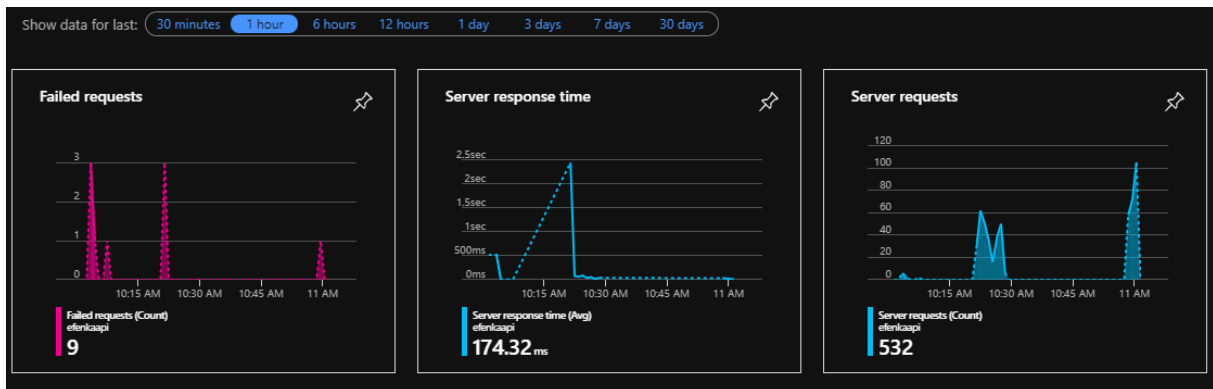 Show data for last: 30 minutes 1 hour 6 hours 12 hours 1 day 3 days 7 days 30 days
Failed requests
3
2
1
0
10:15 AM 10:30 AM 10:45 AM 11 AM
Failed requests (Count)
efenkaapi
9
Server response time
2.5sec
2sec
1.5sec
1sec
500ms
0ms
10:15 AM 10:30 AM 10:45 AM 11 AM
Server response time (Avg)
efenkaapi
174.32 ms
Server requests
120
100
80
60
40
20
0
10:15 AM 10:30 AM 10:45 AM 11 AM
Server requests (Count)
efenkaapi
532